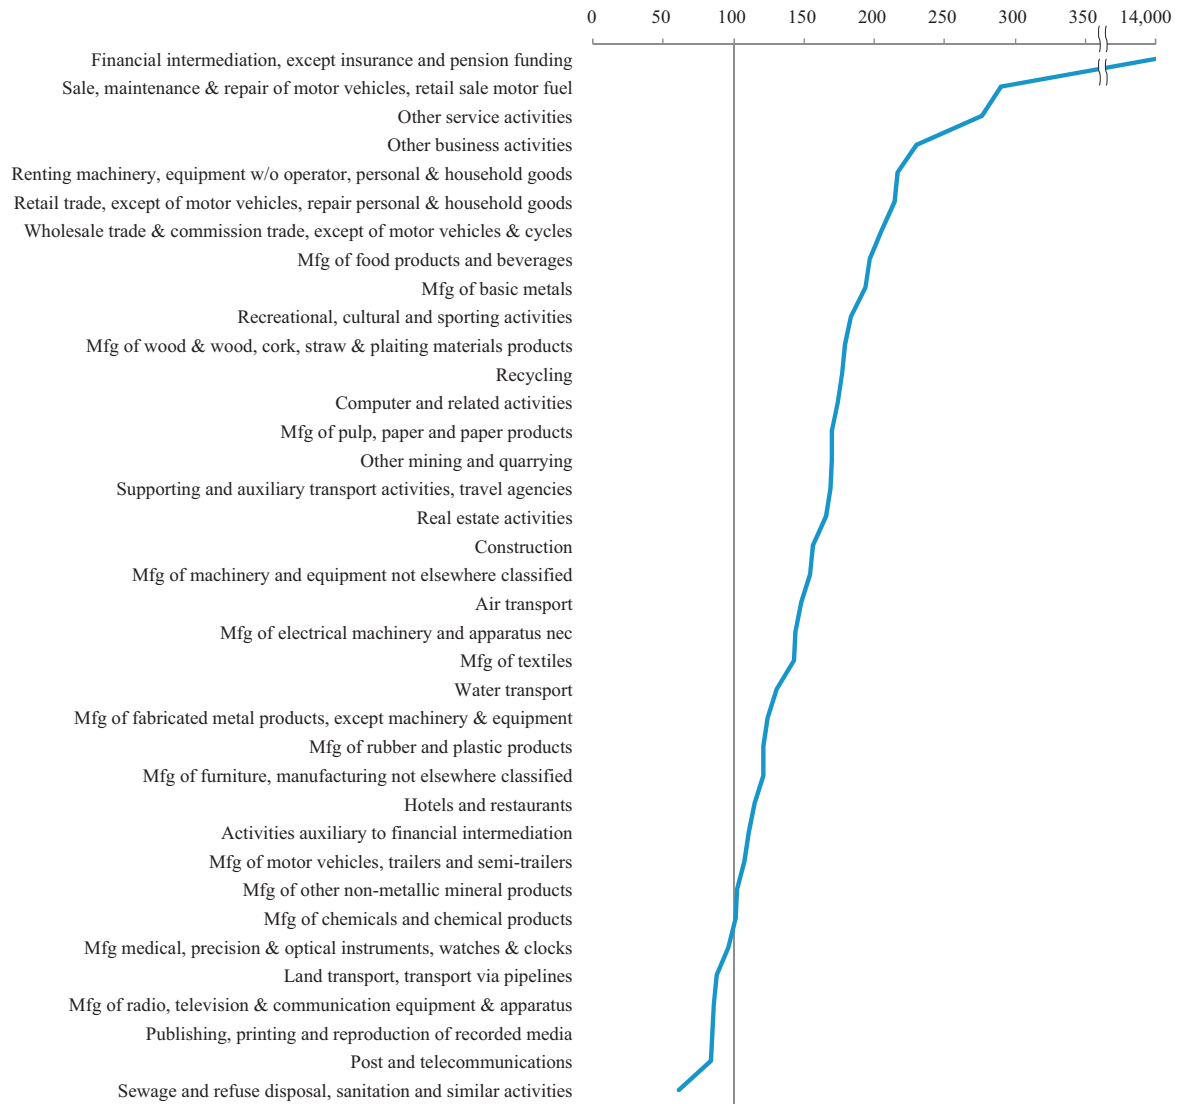 0 50 100 150 200 250 300 350 14,000
Financial intermediation, except insurance and pension funding
Sale, maintenance & repair of motor vehicles, retail sale motor fuel
Other service activities
Other business activities
Renting machinery, equipment w/o operator, personal & household goods
Retail trade, except of motor vehicles, repair personal & household goods
Wholesale trade & commission trade, except of motor vehicles & cycles
Mfg of food products and beverages
Mfg of basic metals
Recreational, cultural and sporting activities
Mfg of wood & wood, cork, straw & plaiting materials products
Recycling
Computer and related activities
Mfg of pulp, paper and paper products
Other mining and quarrying
Supporting and auxiliary transport activities, travel agencies
Real estate activities
Construction
Mfg of machinery and equipment not elsewhere classified
Air transport
Mfg of electrical machinery and apparatus nec
Mfg of textiles
Water transport
Mfg of fabricated metal products, except machinery & equipment
Mfg of rubber and plastic products
Mfg of furniture, manufacturing not elsewhere classified
Hotels and restaurants
Activities auxiliary to financial intermediation
Mfg of motor vehicles, trailers and semi-trailers
Mfg of other non-metallic mineral products
Mfg of chemicals and chemical products
Mfg medical, precision & optical instruments, watches & clocks
Land transport, transport via pipelines
Mfg of radio, television & communication equipment & apparatus
Publishing, printing and reproduction of recorded media
Post and telecommunications
Sewage and refuse disposal, sanitation and similar activities